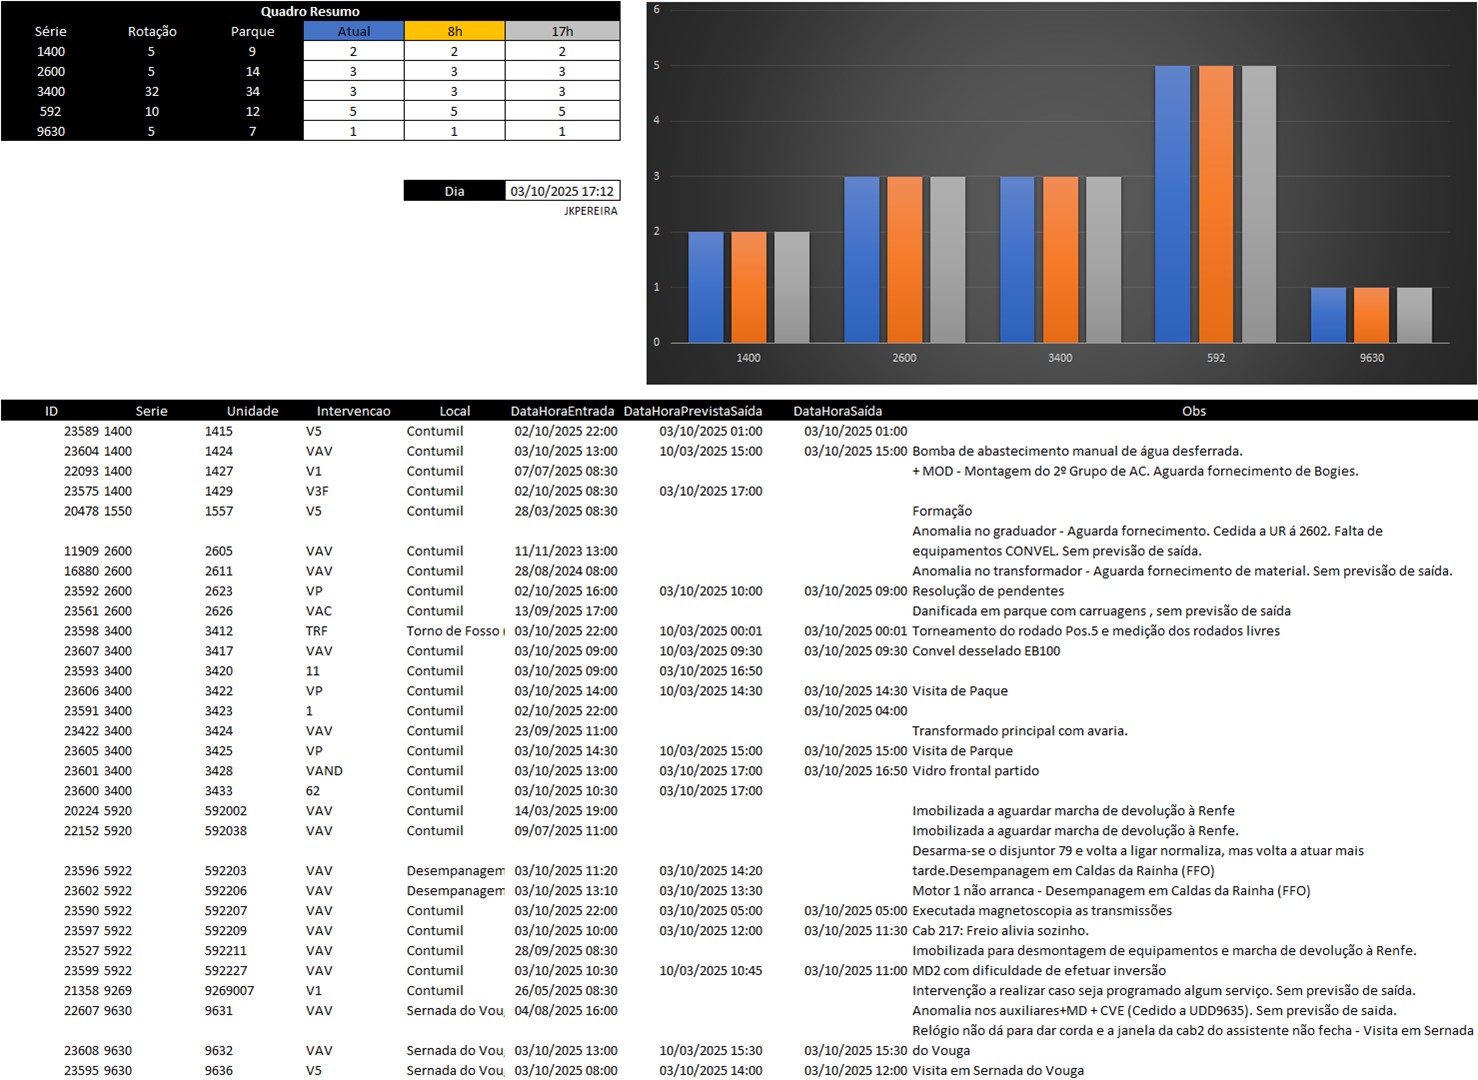 Quadro Resumo
Série Rotação Parque Atual 8h 17h
1400 5 9 2 2 2
2600 5 14 3 3 3
3400 32 34 3 3 3
592 10 12 5 5 5
9630 5 7 1 1 1
Dia 03/10/2025 17:12
JKPEREIRA
6
5
4
3
2
1
0
1400 2600 3400 592 9630
ID Serie Unidade Intervencao Local DataHoraEntrada DataHoraPrevistaSaída DataHoraSaída Obs
23589 1400 1415 V5 Contumil 02/10/2025 22:00 03/10/2025 01:00 03/10/2025 01:00
23604 1400 1424 VAV Contumil 03/10/2025 13:00 10/03/2025 15:00 03/10/2025 15:00 Bomba de abastecimento manual de água desferrada.
22093 1400 1427 V1 Contumil 07/07/2025 08:30 + MOD - Montagem do 2º Grupo de AC. Aguarda fornecimento de Bogies.
23575 1400 1429 V3F Contumil 02/10/2025 08:30 03/10/2025 17:00
20478 1550 1557 V5 Contumil 28/03/2025 08:30 Formação
Anomalia no graduador - Aguarda fornecimento. Cedida a UR á 2602. Falta de
11909 2600 2605 VAV Contumil 11/11/2023 13:00 equipamentos CONVEL. Sem previsão de saída.
16880 2600 2611 VAV Contumil 28/08/2024 08:00 Anomalia no transformador - Aguarda fornecimento de material. Sem previsão de saída.
23592 2600 2623 VP Contumil 02/10/2025 16:00 03/10/2025 10:00 03/10/2025 09:00 Resolução de pendentes
23561 2600 2626 VAC Contumil 13/09/2025 17:00 Danificada em parque com carruagens , sem previsão de saída
23598 3400 3412 TRF Torno de Fosso ( 03/10/2025 22:00 10/03/2025 00:01 03/10/2025 00:01 Torneamento do rodado Pos.5 e medição dos rodados livres
23607 3400 3417 VAV Contumil 03/10/2025 09:00 10/03/2025 09:30 03/10/2025 09:30 Convel desselado EB100
23593 3400 3420 11 Contumil 03/10/2025 09:00 03/10/2025 16:50
23606 3400 3422 VP Contumil 03/10/2025 14:00 10/03/2025 14:30 03/10/2025 14:30 Visita de Paque
23591 3400 3423 1 Contumil 02/10/2025 22:00 03/10/2025 04:00
23422 3400 3424 VAV Contumil 23/09/2025 11:00 Transformado principal com avaria.
23605 3400 3425 VP Contumil 03/10/2025 14:30 10/03/2025 15:00 03/10/2025 15:00 Visita de Parque
23601 3400 3428 VAND Contumil 03/10/2025 13:00 03/10/2025 17:00 03/10/2025 16:50 Vidro frontal partido
23600 3400 3433 62 Contumil 03/10/2025 10:30 03/10/2025 17:00
20224 5920 592002 VAV Contumil 14/03/2025 19:00 Imobilizada a aguardar marcha de devolução à Renfe
22152 5920 592038 VAV Contumil 09/07/2025 11:00 Imobilizada a aguardar marcha de devolução à Renfe.
Desarma-se o disjuntor 79 e volta a ligar normaliza, mas volta a atuar mais
23596 5922 592203 VAV Desempanagem 03/10/2025 11:20 03/10/2025 14:20 tarde.Desempanagem em Caldas da Rainha (FFO)
23602 5922 592206 VAV Desempanagem 03/10/2025 13:10 03/10/2025 13:30 Motor 1 não arranca - Desempanagem em Caldas da Rainha (FFO)
23590 5922 592207 VAV Contumil 03/10/2025 22:00 03/10/2025 05:00 03/10/2025 05:00 Executada magnetoscopia as transmissões
23597 5922 592209 VAV Contumil 03/10/2025 10:00 03/10/2025 12:00 03/10/2025 11:30 Cab 217: Freio alivia sozinho.
23527 5922 592211 VAV Contumil 28/09/2025 08:30 Imobilizada para desmontagem de equipamentos e marcha de devolução à Renfe.
23599 5922 592227 VAV Contumil 03/10/2025 10:30 10/03/2025 10:45 03/10/2025 11:00 MD2 com dificuldade de efetuar inversão
21358 9269 9269007 V1 Contumil 26/05/2025 08:30 Intervenção a realizar caso seja programado algum serviço. Sem previsão de saída.
22607 9630 9631 VAV Sernada do Vou 04/08/2025 16:00 Anomalia nos auxiliares+MD + CVE (Cedido a UDD9635). Sem previsão de saida.
Relógio não dá para dar corda e a janela da cab2 do assistente não fecha - Visita em Sernada
23608 9630 9632 VAV Sernada do Vou 03/10/2025 13:00 10/03/2025 15:30 03/10/2025 15:30 do Vouga
23595 9630 9636 V5 Sernada do Vou 03/10/2025 08:00 03/10/2025 14:00 03/10/2025 12:00 Visita em Sernada do Vouga